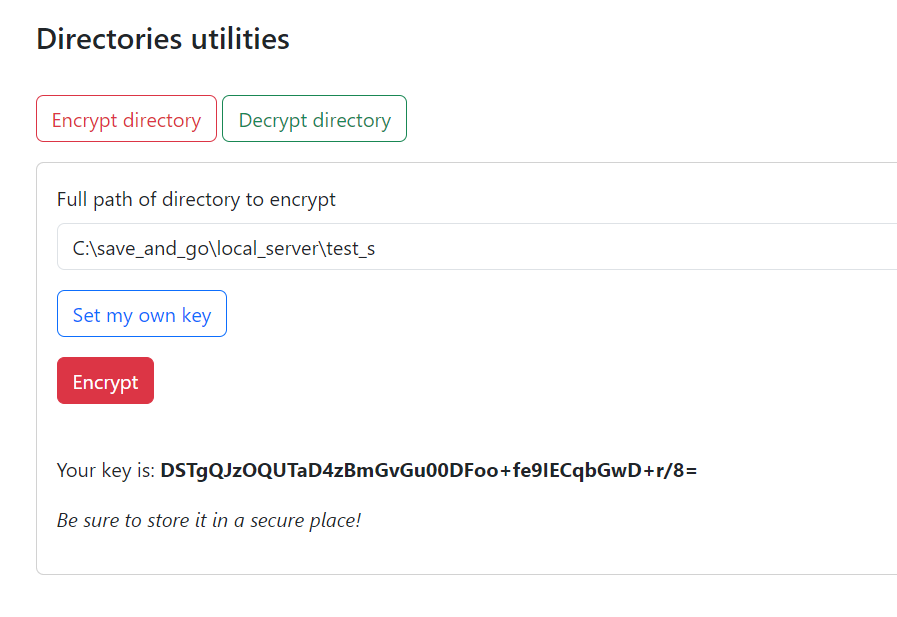 Directories utilities
Encrypt directory Decrypt directory
Full path of directory to encrypt
C:\save_and_go\local_server\test_s
Set my own key
Encrypt
Your key is: DSTgQJzOQUTaD4zBmGvGu00DFoo+fe9IECqbGwD+r/8=
Be sure to store it in a secure place!